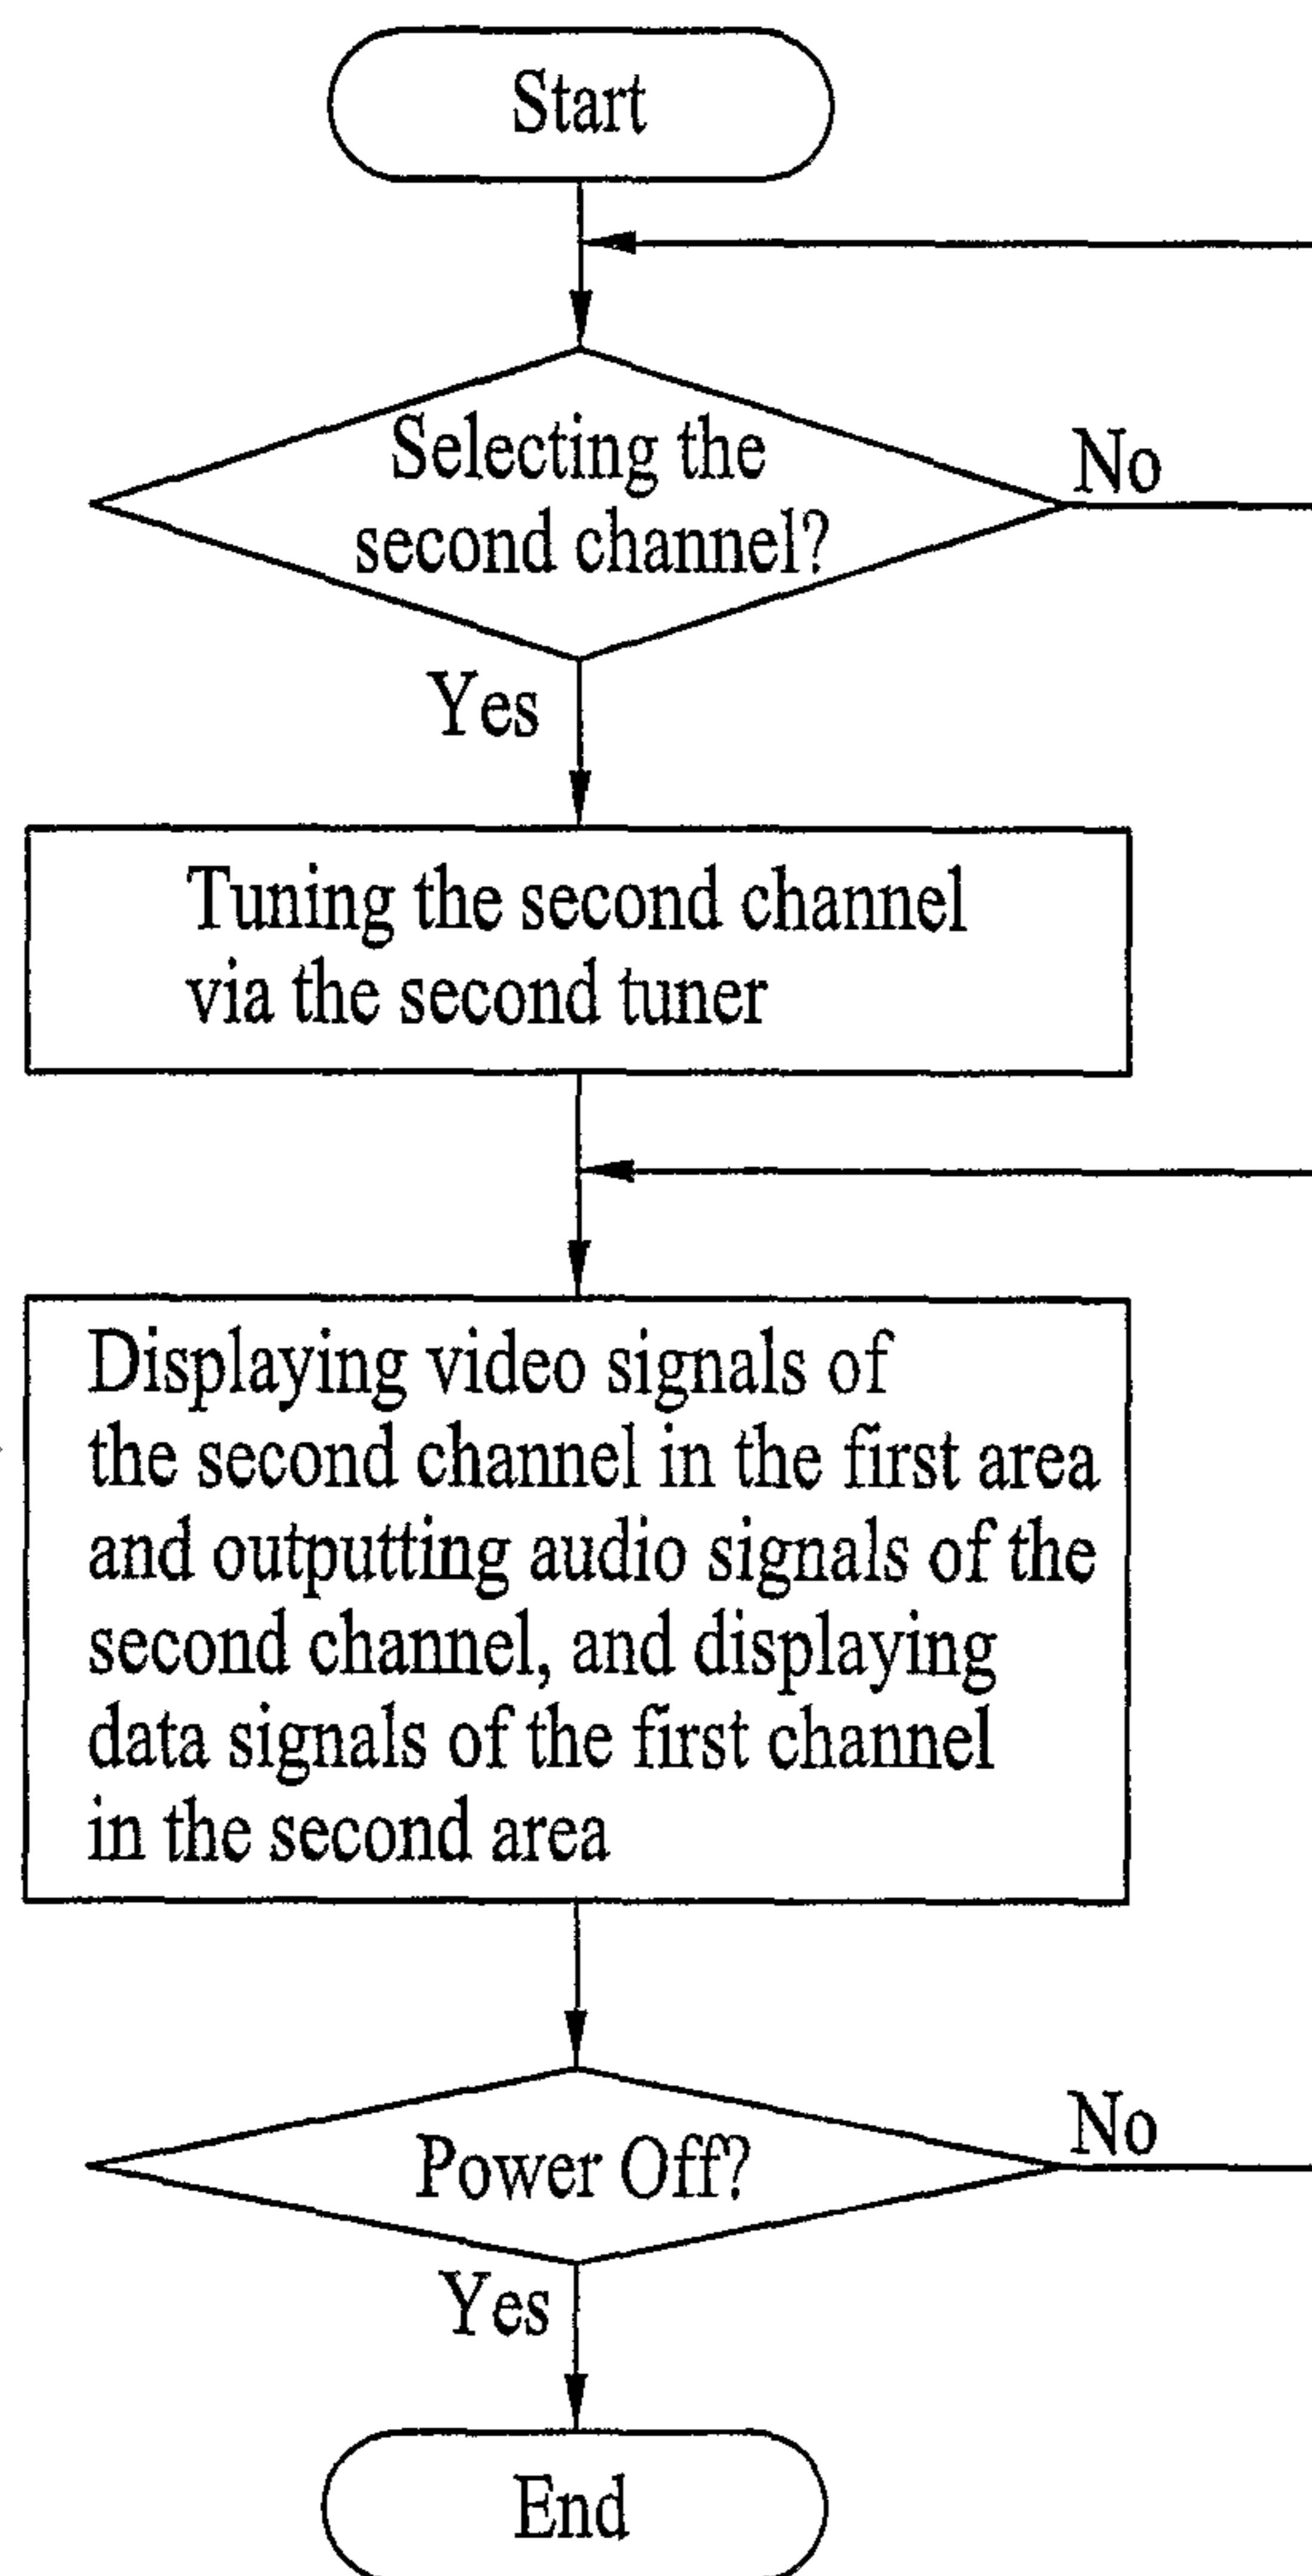 Start
Selecting the
second channel?
No
Yes
Tuning the second channel
via the second tuner
Displaying video signals of
the second channel in the first area
and outputting audio signals of the
second channel, and displaying
data signals of the first channel
in the second area
Power Off?
No
Yes
End